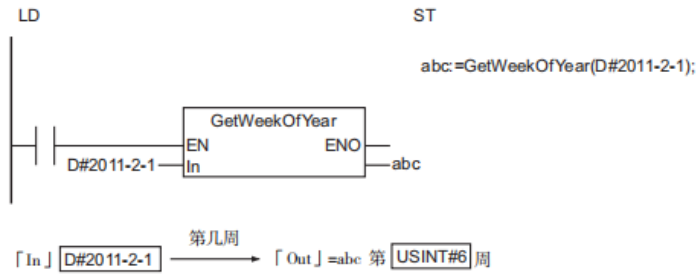 LD ST
abc:=GetWeekOfYear(D#2011-2-1);
GetWeekOfYear
EN ENO
D#2011-2-1 In abc
第几周
「In」 D#2011-2-1 「Out」=abc 第 USINT#6 周